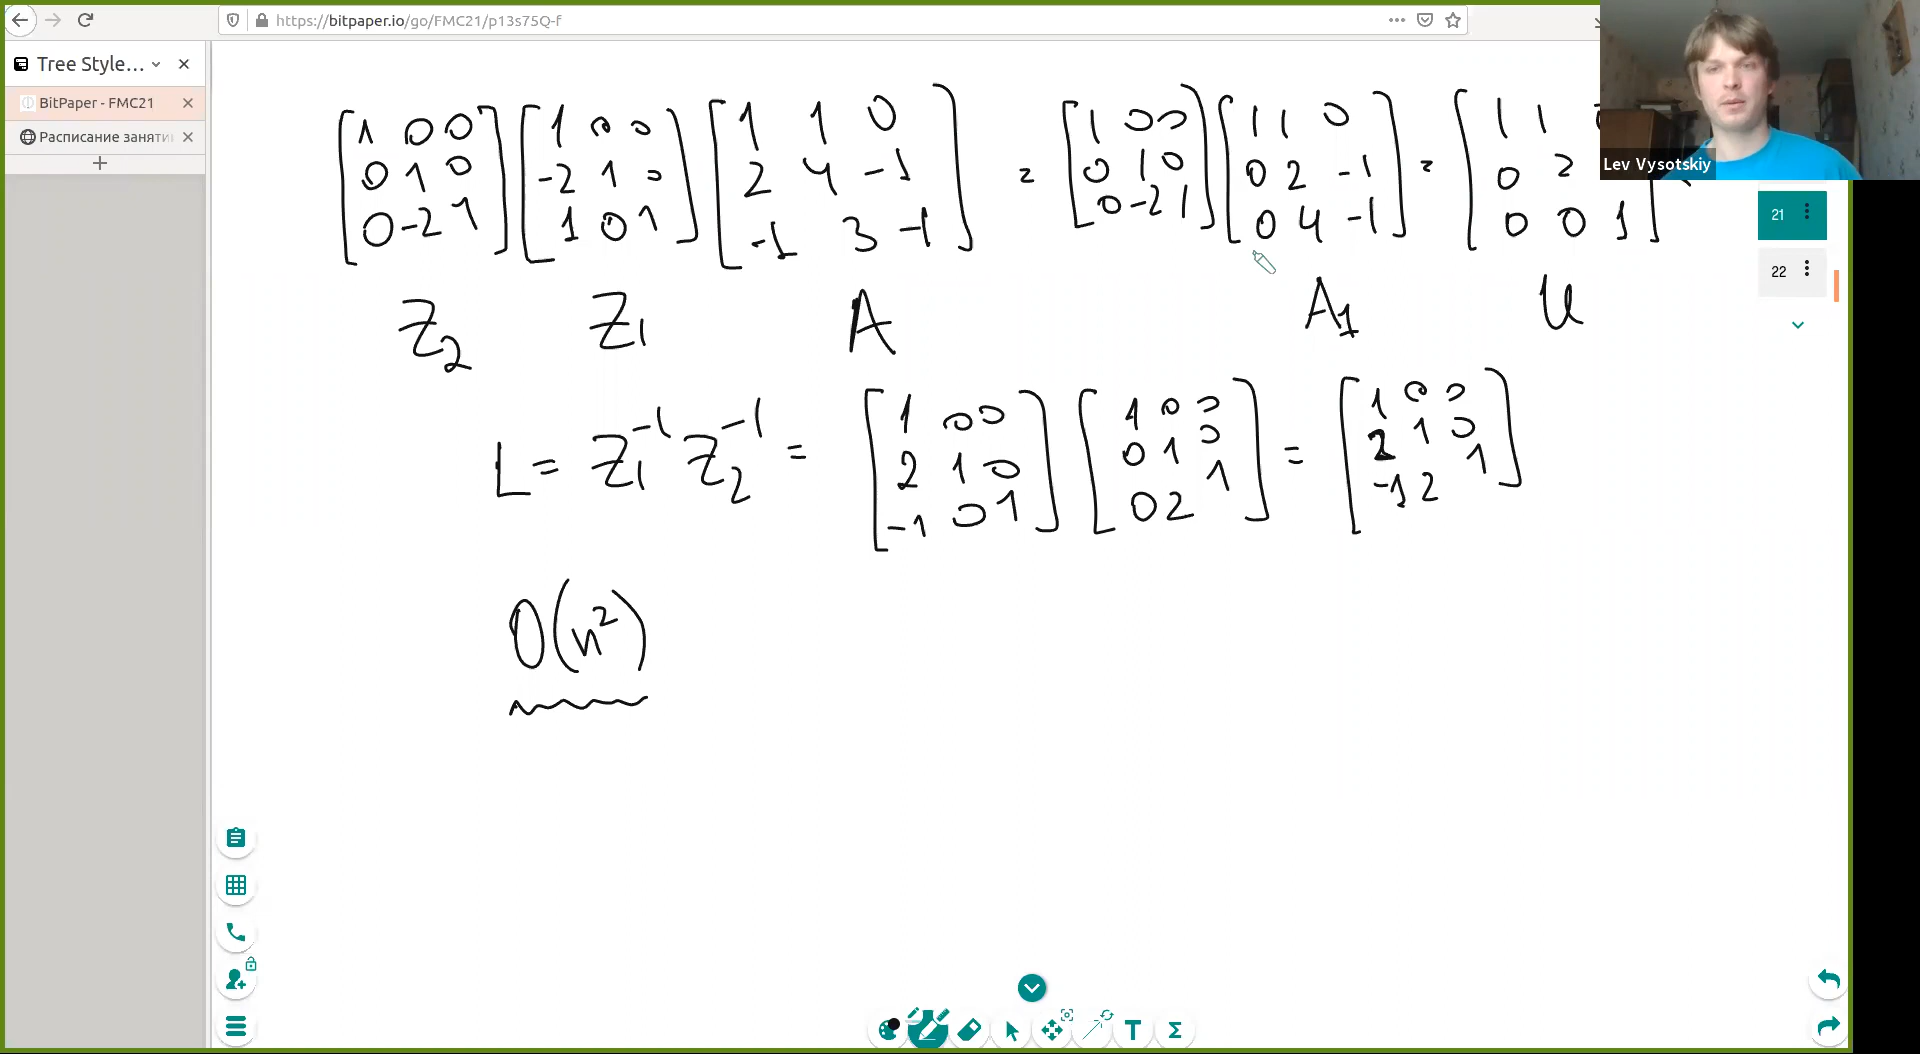 https://bitpaper.io/go/FMC21/p13s75Q-f
Tree Style...
BitPaper - FMC21
Расписание заняти
Lev Vysotskiy
21
22
[1 0 0] [1 0 0] [1 1 0] = [1 0 0] [1 1 0] = [1 1
[0 1 0] [-2 1 0] [2 4 -1] [0 1 0] [0 2 -1] [0 2
[0 -2 1] [1 0 1] [-1 3 -1] [0 -2 1] [0 4 -1] [0 0 1]
Z₂ Z₁ A A₁ U
L = Z₁⁻¹ Z₂⁻¹ = [1 0 0] [1 0 0] = [1 0 0]
[2 1 0] [0 1 0] [2 1 0]
[-1 0 1] [0 2 1] [-1 2 1]
O(n²)
T
Σ